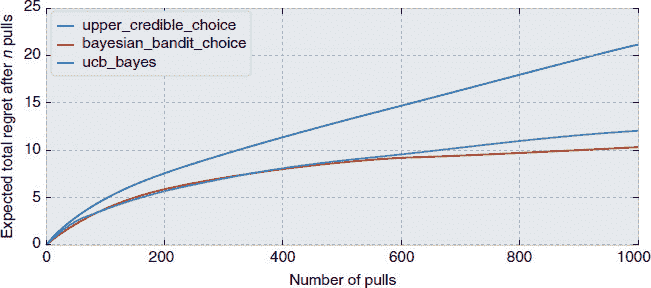 25
20
15
10
5
0
Expected total regret after n pulls
upper_credible_choice
bayesian_bandit_choice
ucb_bayes
0
200
400
600
800
1000
Number of pulls